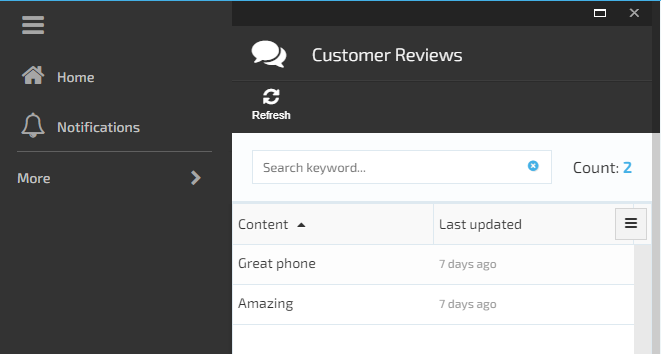 Home
Notifications
More
Customer Reviews
Refresh
Search keyword...
Count: 2
Content
Last updated
Great phone
7 days ago
Amazing
7 days ago